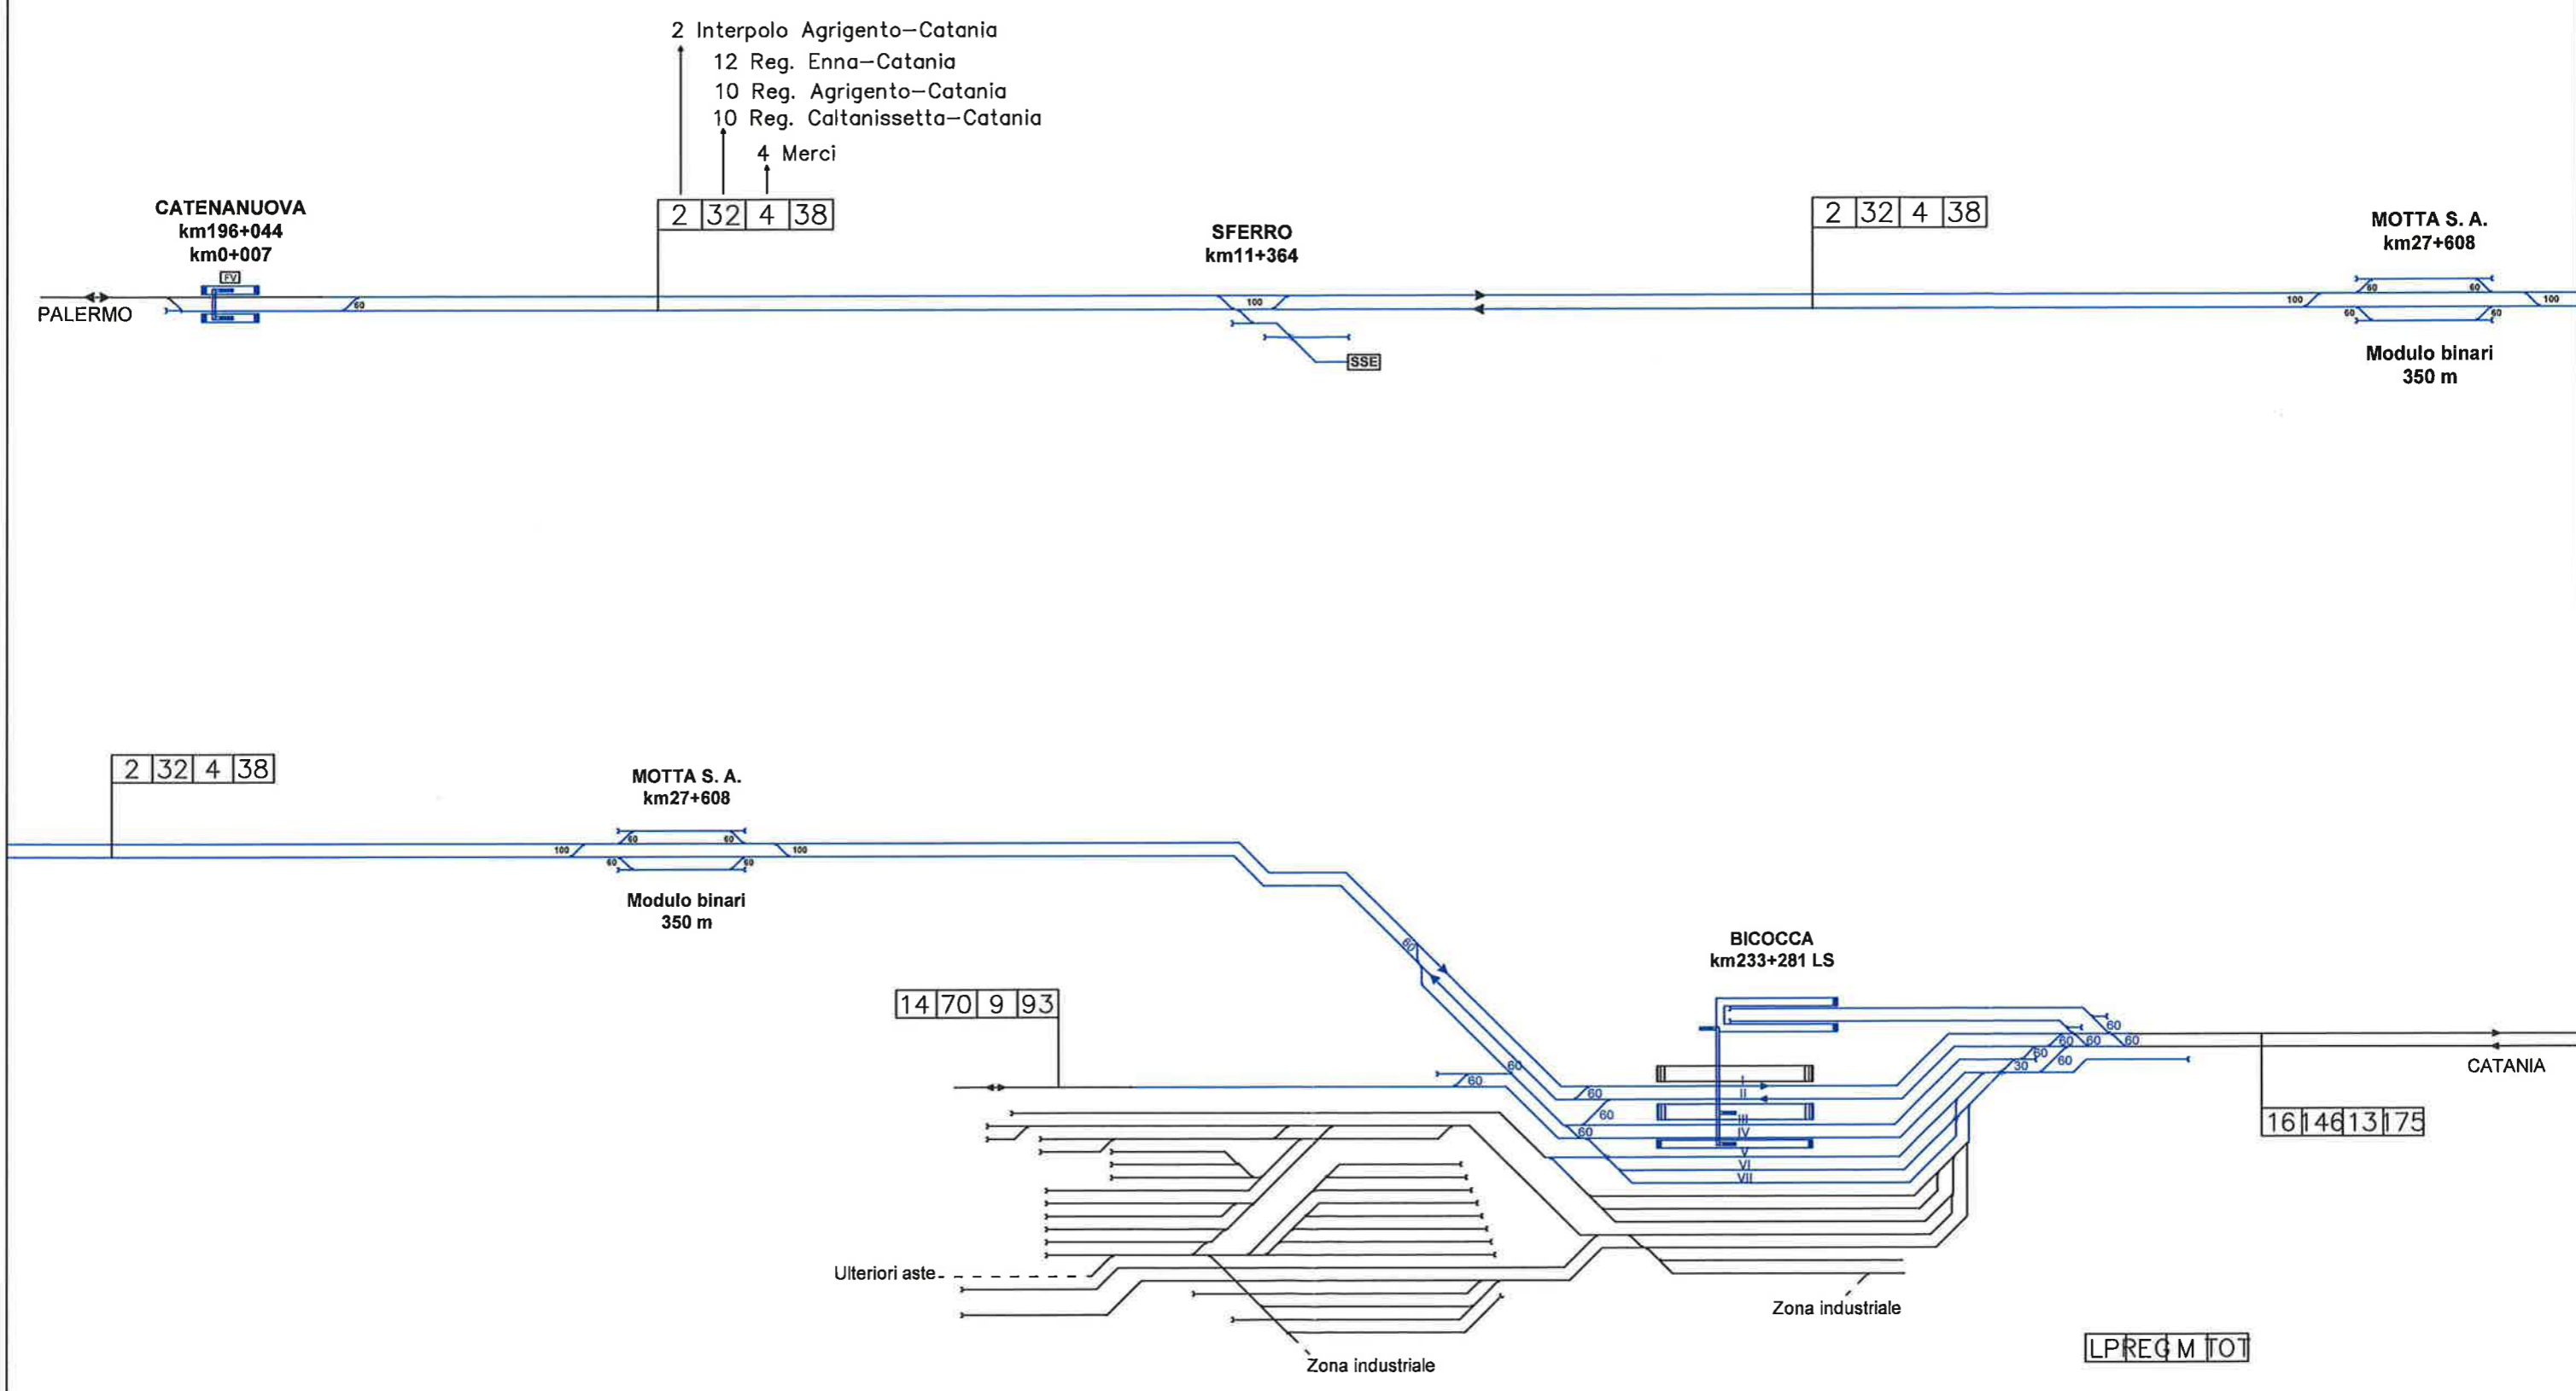 2 Interpolo Agrigento-Catania
12 Reg. Enna-Catania
10 Reg. Agrigento-Catania
10 Reg. Caltanissetta-Catania
4 Merci
CATENANUOVA
km196+044
km0+007
FV
2 32 4 38
SFERRO
km11+364
2 32 4 38
MOTTA S. A.
km27+608
PALERMO
60
100
100
60
60
100
60
60
SSE
Modulo binari
350 m
2 32 4 38
MOTTA S. A.
km27+608
60
60
100
100
60
60
Modulo binari
350 m
BICOCCA
km233+281 LS
60
14 70 9 93
60
60
60
60
60
CATANIA
60
60
30
60
60
60
60
I
II
III
IV
V
VI
VII
16 146 13 175
Ulteriori aste
Zona industriale
Zona industriale
LP REG M TOT